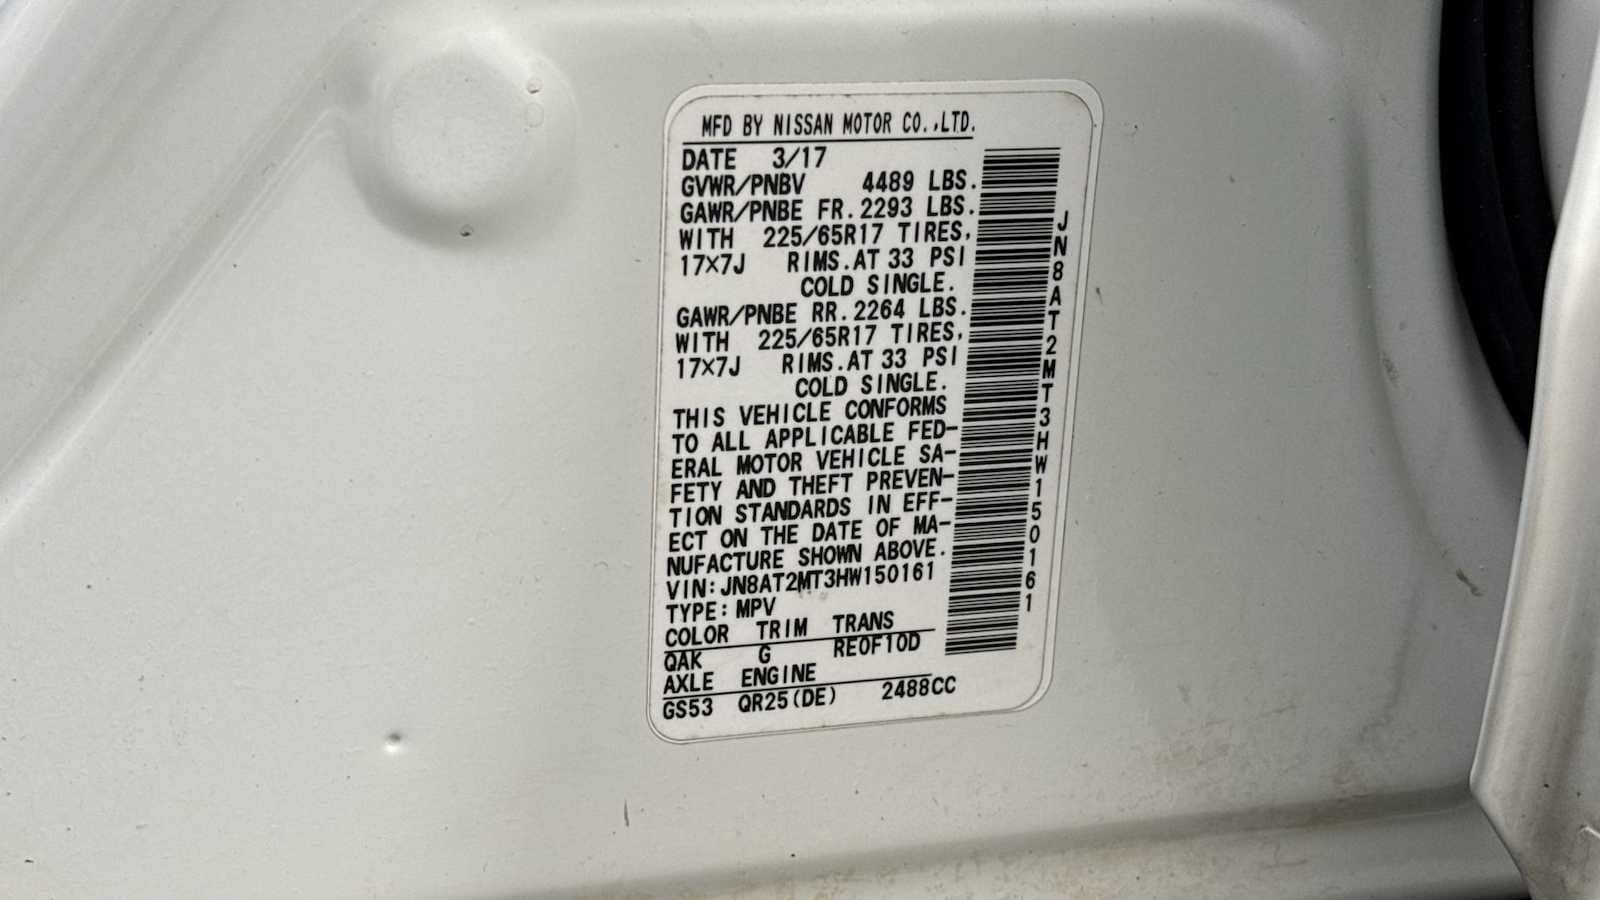 MFD BY NISSAN MOTOR CO.,LTD.
DATE 3/17
GVWR/PNBV 4489 LBS.
GAWR/PNBE FR.2293 LBS.
WITH 225/65R17 TIRES,
17×7J RIMS.AT 33 PSI
COLD SINGLE.
GAWR/PNBE RR.2264 LBS.
WITH 225/65R17 TIRES,
17×7J RIMS.AT 33 PSI
COLD SINGLE.
THIS VEHICLE CONFORMS
TO ALL APPLICABLE FED-
ERAL MOTOR VEHICLE SA-
FETY AND THEFT PREVEN-
TION STANDARDS IN EFF-
ECT ON THE DATE OF MA-
NUFACTURE SHOWN ABOVE.
VIN:JN8AT2MT3HW150161
TYPE:MPV
COLOR TRIM TRANS
QAK G RE0F10D
AXLE ENGINE
GS53 QR25(DE) 2488CC
JN8AT2MT3HW150161